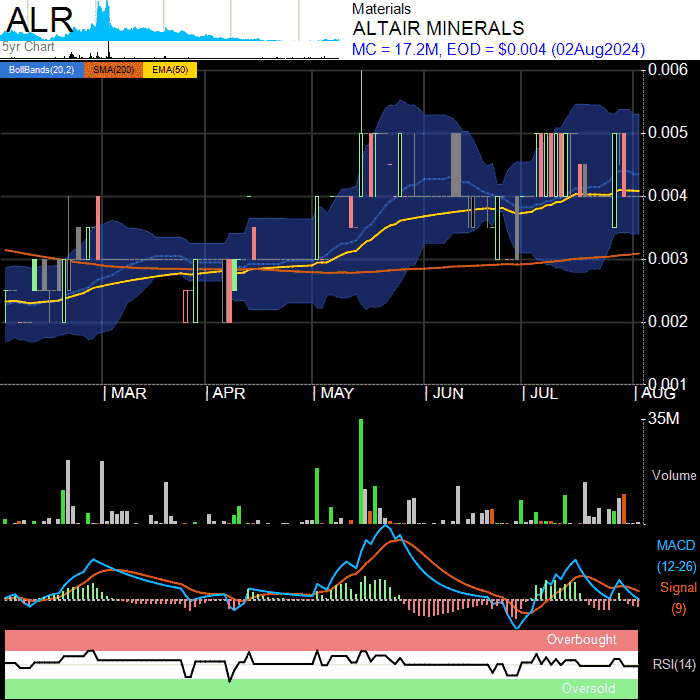 ALR
5yr Chart
Materials
ALTAIR MINERALS
MC = 17.2M, EOD = $0.004 (02Aug2024)
BollBands(20,2) SMA(200) EMA(50)
0.006
0.005
0.004
0.003
0.002
0.001
MAR APR MAY JUN JUL AUG
35M
Volume
MACD
(12-26)
Signal
(9)
Overbought
RSI(14)
Oversold